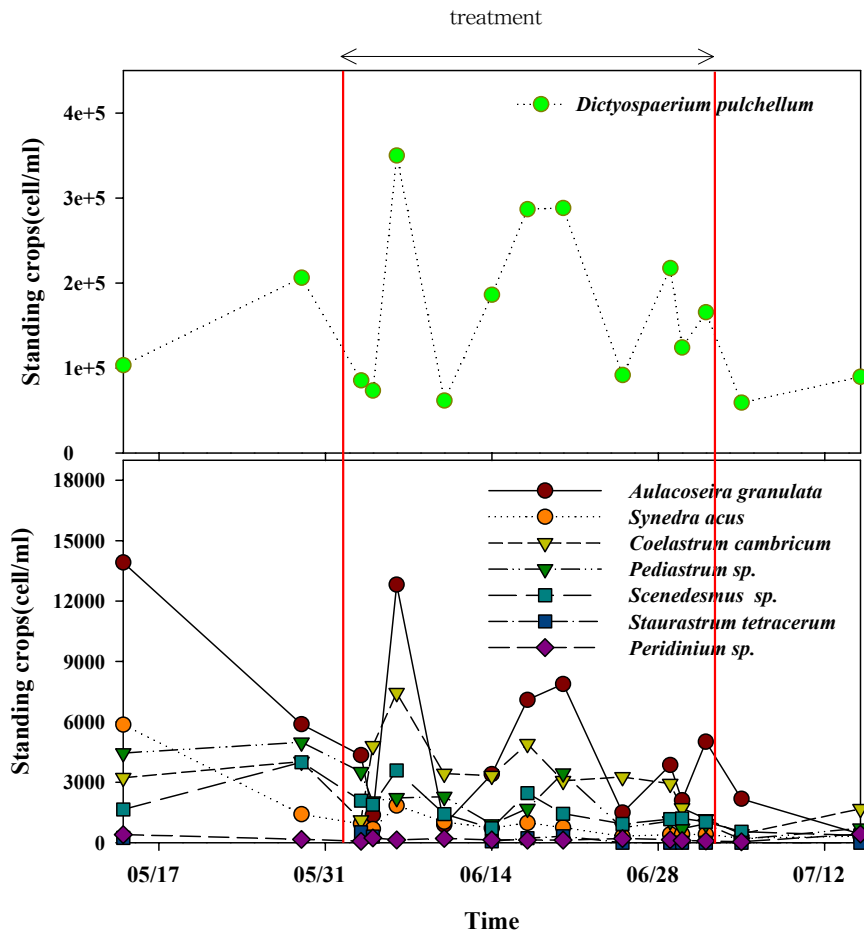 treatment
Dictyospaerium pulchellum
4e+5
3e+5
2e+5
1e+5
0
Standing crops(cell/ml)
Aulacoseira granulata
Synedra acus
Coelastrum cambricum
Pediastrum sp.
Scenedesmus sp.
Staurastrum tetracerum
Peridinium sp.
18000
15000
12000
9000
6000
3000
0
Standing crops(cell/ml)
05/17 05/31 06/14 06/28 07/12
Time